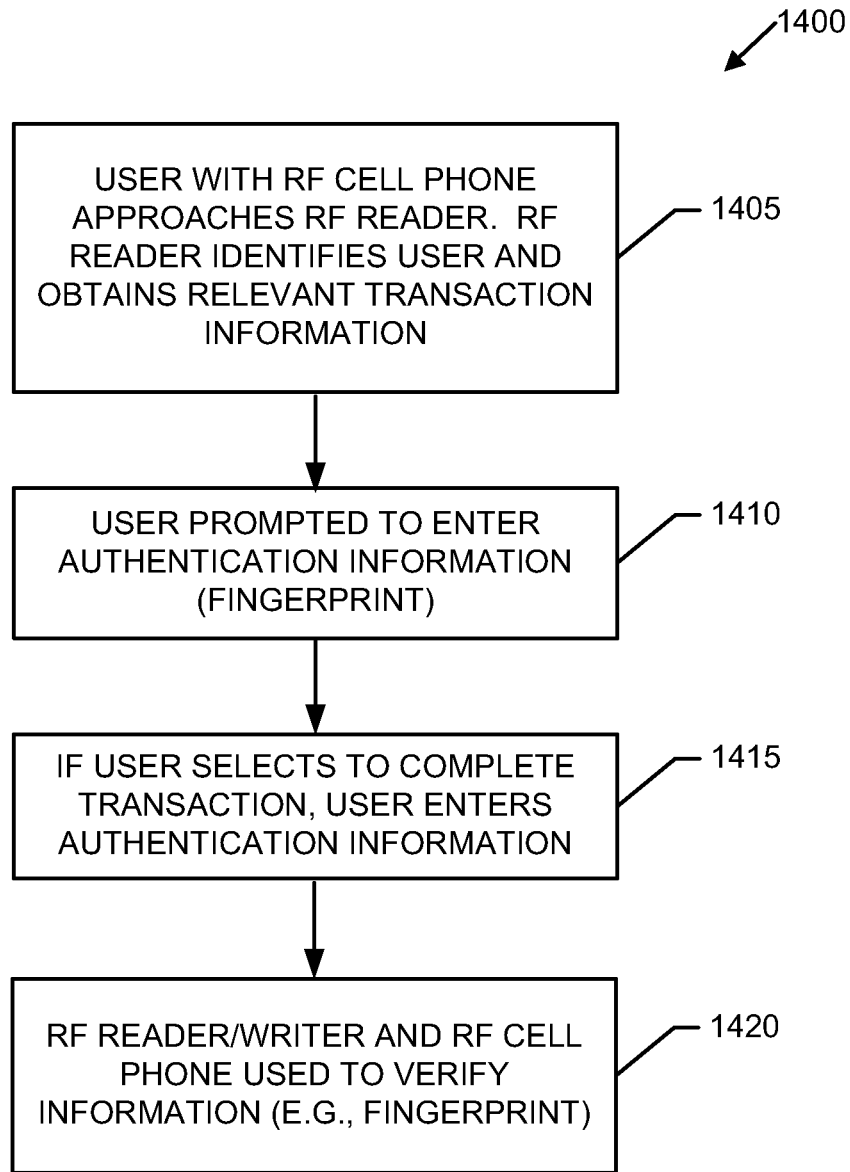 1400
USER WITH RF CELL PHONE
APPROACHES RF READER.  RF
READER IDENTIFIES USER AND
OBTAINS RELEVANT TRANSACTION
INFORMATION
1405
USER PROMPTED TO ENTER
AUTHENTICATION INFORMATION
(FINGERPRINT)
1410
IF USER SELECTS TO COMPLETE
TRANSACTION, USER ENTERS
AUTHENTICATION INFORMATION
1415
RF READER/WRITER AND RF CELL
PHONE USED TO VERIFY
INFORMATION (E.G., FINGERPRINT)
1420